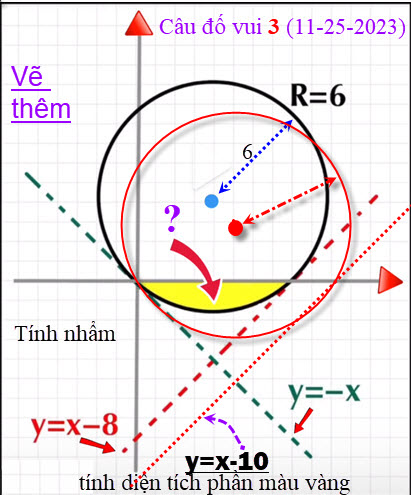 Câu đố vui 3 (11-25-2023)
Vẽ
thêm
R=6
6
?
Tính nhẩm
y=-x
y=x-8
y=x-10
tính diện tích phần màu vàng